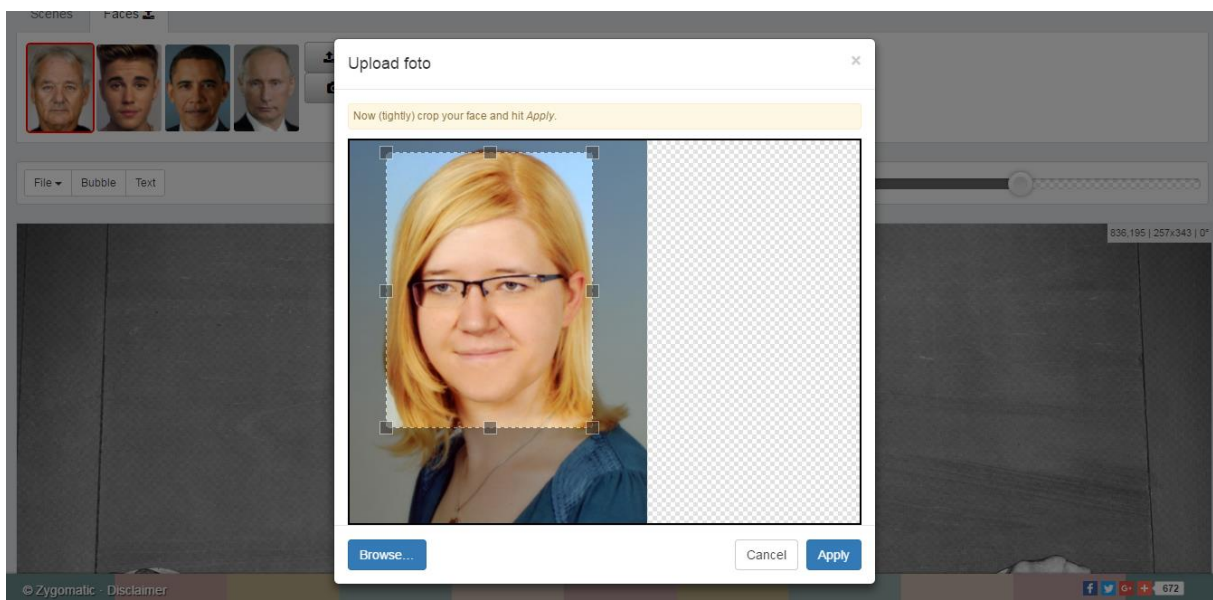 Scenes Faces
Upload foto ×
Now (tightly) crop your face and hit Apply.
File Bubble Text
836,195 | 257x343 | 0°
Browse... Cancel Apply
© Zygomatic - Disclaimer
f G+ + 672